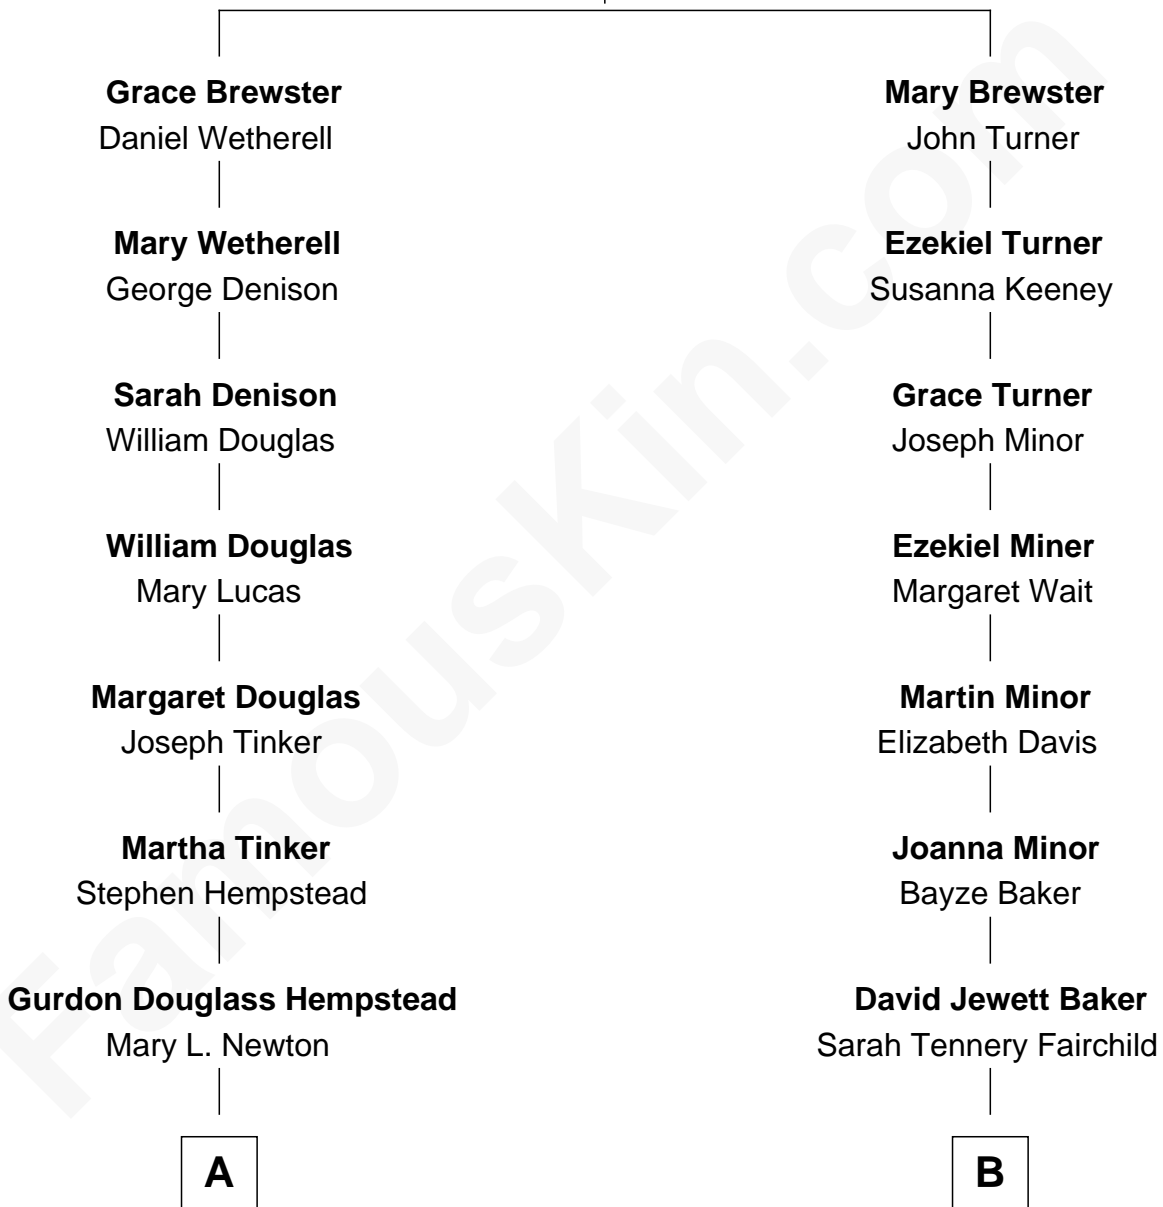 Grace Brewster
Daniel Wetherell
Mary Wetherell
George Denison
Sarah Denison
William Douglas
William Douglas
Mary Lucas
Margaret Douglas
Joseph Tinker
Martha Tinker
Stephen Hempstead
Gurdon Douglass Hempstead
Mary L. Newton
A
Mary Brewster
John Turner
Ezekiel Turner
Susanna Keeney
Grace Turner
Joseph Minor
Ezekiel Miner
Margaret Wait
Martin Minor
Elizabeth Davis
Joanna Minor
Bayze Baker
David Jewett Baker
Sarah Tennery Fairchild
B
FamousKin.com